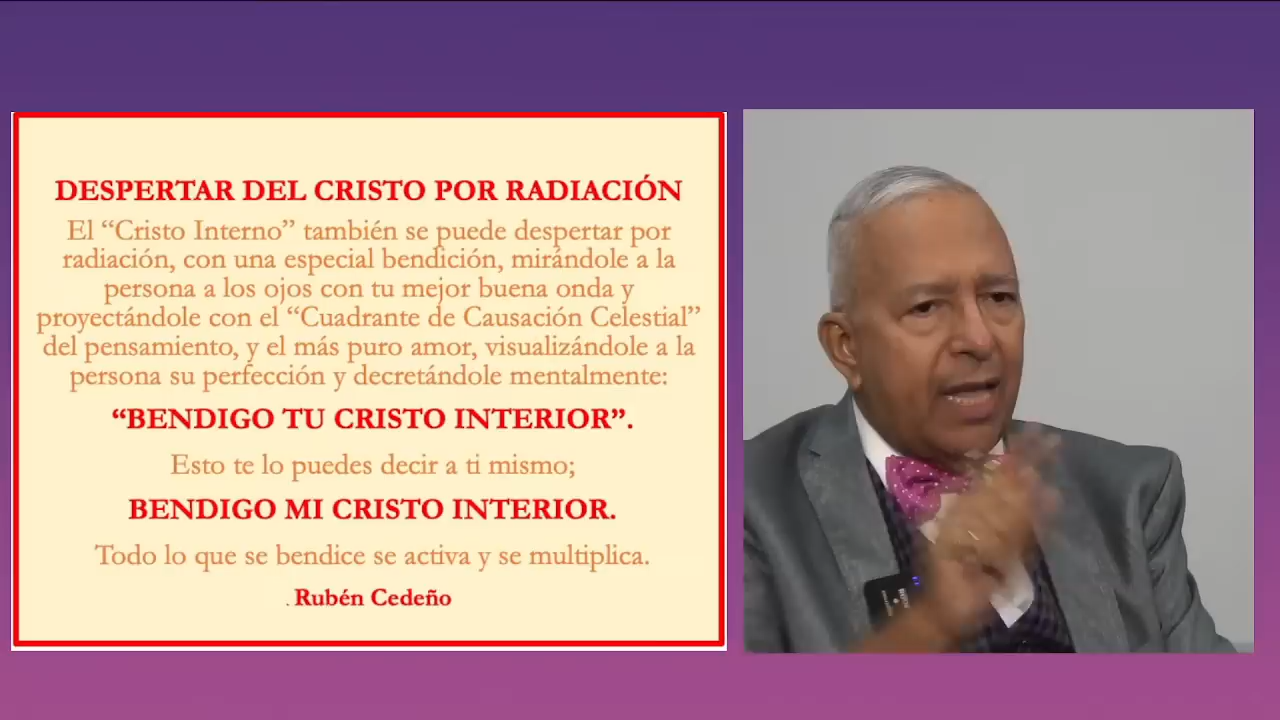 DESPERTAR DEL CRISTO POR RADIACIÓN
El “Cristo Interno” también se puede despertar por
radiación, con una especial bendición, mirándole a la
persona a los ojos con tu mejor buena onda y
proyectándole con el “Cuadrante de Causación Celestial”
del pensamiento, y el más puro amor, visualizándole a la
persona su perfección y decretándole mentalmente:
“BENDIGO TU CRISTO INTERIOR”.
Esto te lo puedes decir a ti mismo;
BENDIGO MI CRISTO INTERIOR.
Todo lo que se bendice se activa y se multiplica.
. Rubén Cedeño